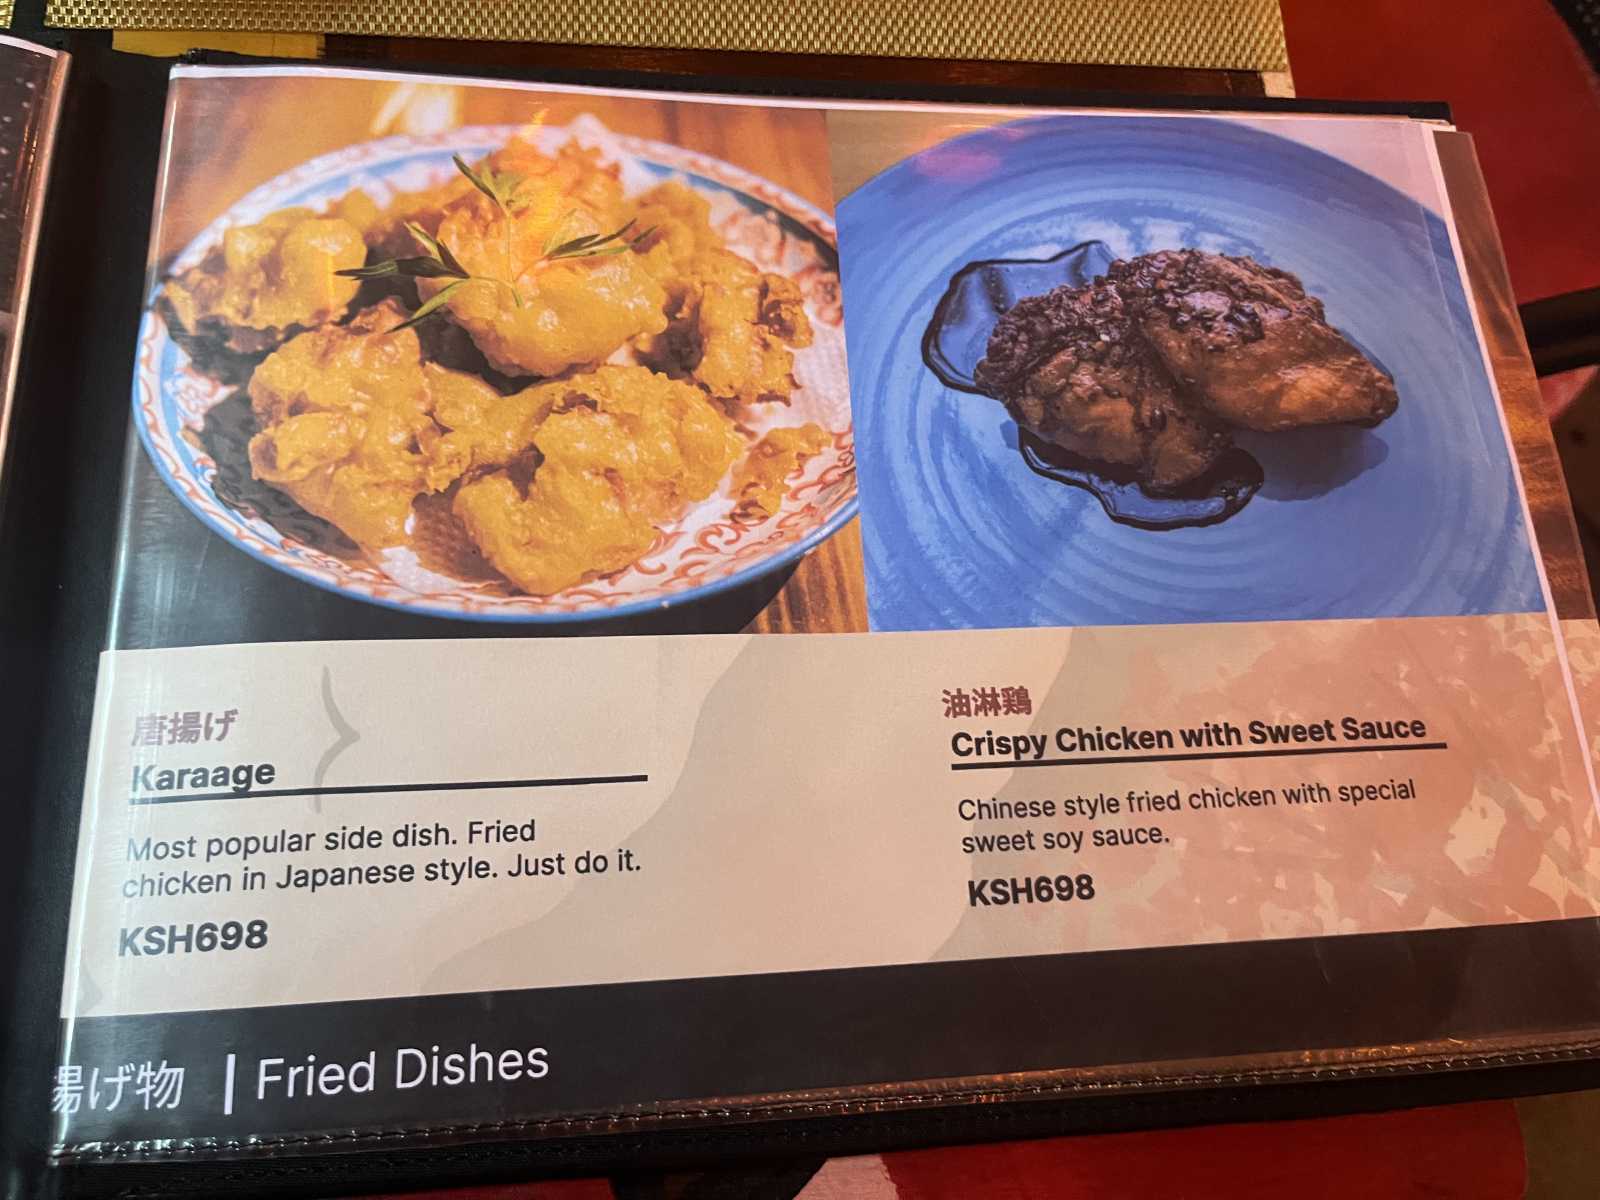 唐揚げ
Karaage
Most popular side dish. Fried
chicken in Japanese style. Just do it.
KSH698
油淋鶏
Crispy Chicken with Sweet Sauce
Chinese style fried chicken with special
sweet soy sauce.
KSH698
揚げ物 | Fried Dishes